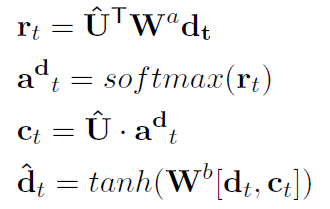 r_t = Û^⊤ W^a d_t
a^d_t = softmax(r_t)
c_t = Û · a^d_t
d̂_t = tanh(W^b[d_t, c_t])